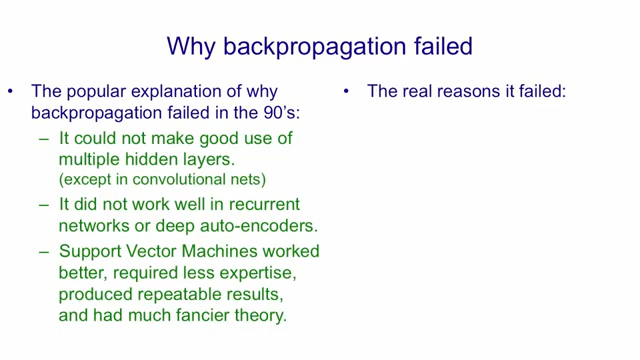 Why backpropagation failed
• The popular explanation of why
backpropagation failed in the 90's:
– It could not make good use of
multiple hidden layers.
(except in convolutional nets)
– It did not work well in recurrent
networks or deep auto-encoders.
– Support Vector Machines worked
better, required less expertise,
produced repeatable results,
and had much fancier theory.
• The real reasons it failed: